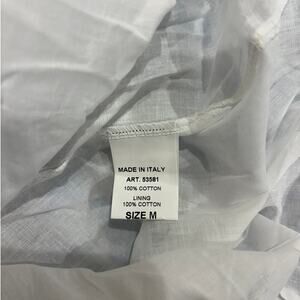 MADE IN ITALY
ART. 53581
100% COTTON
LINING
100% COTTON
SIZE M